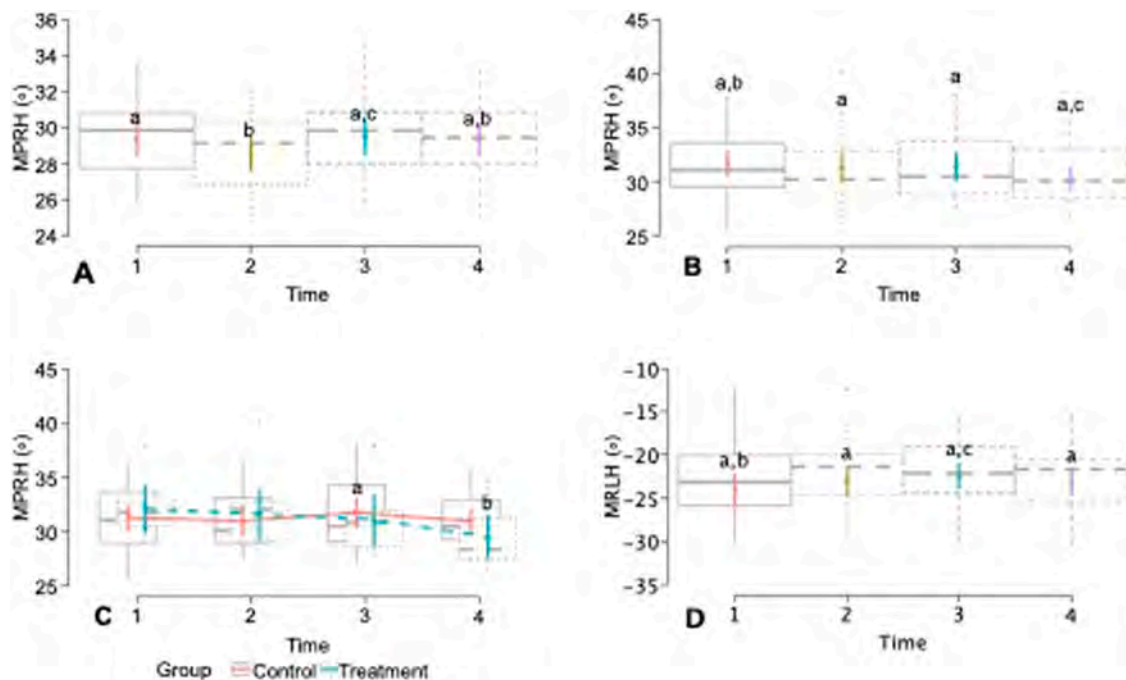 36
34
32
30
28
26
24
MPRH (o)
a
b
a,c
a,b
1 2 3 4
Time
A
45
40
35
30
25
MPRH (o)
a,b
a
a
a,c
1 2 3 4
Time
B
45
40
35
30
25
MPRH (o)
a
b
1 2 3 4
Time
C
Group Control Treatment
-10
-15
-20
-25
-30
-35
MRLH (o)
a,b
a
a,c
a
1 2 3 4
Time
D